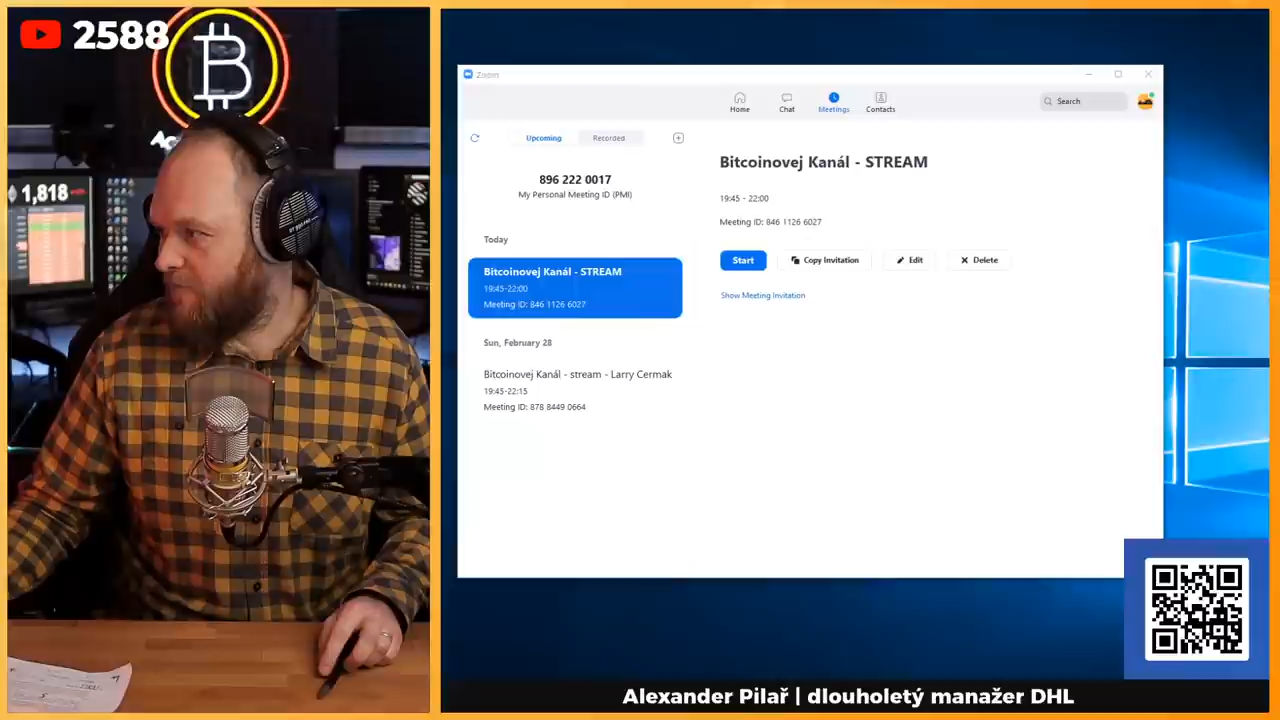 2588
1,818
Zoom
Home
Chat
Meetings
Contacts
Search
Upcoming
Recorded
896 222 0017
My Personal Meeting ID (PMI)
Today
Bitcoinovej Kanál - STREAM
19:45-22:00
Meeting ID: 846 1126 6027
Sun, February 28
Bitcoinovej Kanál - stream - Larry Cermak
19:45-22:15
Meeting ID: 878 8449 0664
Bitcoinovej Kanál - STREAM
19:45 - 22:00
Meeting ID: 846 1126 6027
Start
Copy Invitation
Edit
Delete
Show Meeting Invitation
Alexander Pilař | dlouholetý manažer DHL